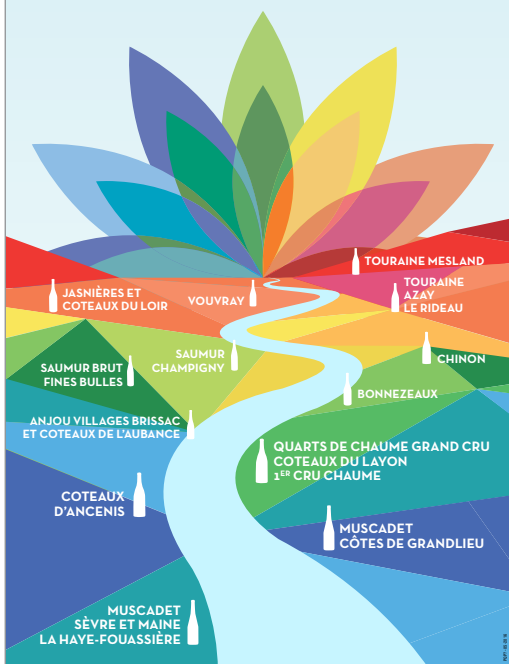 TOURAINE MESLAND
TOURAINE
AZAY
LE RIDEAU
JASNIÈRES ET
COTEAUX DU LOIR
VOUVRAY
SAUMUR
CHAMPIGNY
CHINON
SAUMUR BRUT
FINES BULLES
BONNEZEAUX
ANJOU VILLAGES BRISSAC
ET COTEAUX DE L'AUBANCE
QUARTS DE CHAUME GRAND CRU
COTEAUX DU LAYON
1ER CRU CHAUME
COTEAUX
D'ANCENIS
MUSCADET
CÔTES DE GRANDLIEU
MUSCADET
SÈVRE ET MAINE
LA HAYE-FOUASSIÈRE